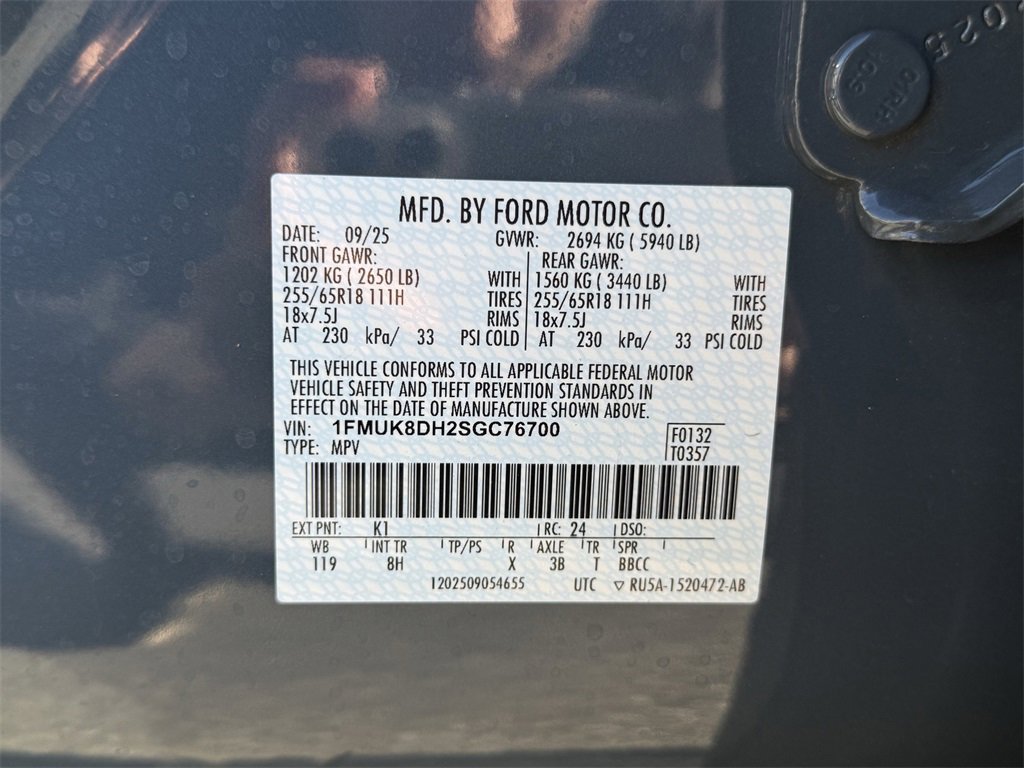 025
MRR
10-9
MFD. BY FORD MOTOR CO.
DATE: 09/25 GVWR: 2694 KG ( 5940 LB)
FRONT GAWR: REAR GAWR:
1202 KG ( 2650 LB) WITH 1560 KG ( 3440 LB) WITH
255/65R18 111H TIRES 255/65R18 111H TIRES
18x7.5J RIMS 18x7.5J RIMS
AT 230 kPa/ 33 PSI COLD AT 230 kPa/ 33 PSI COLD
THIS VEHICLE CONFORMS TO ALL APPLICABLE FEDERAL MOTOR
VEHICLE SAFETY AND THEFT PREVENTION STANDARDS IN
EFFECT ON THE DATE OF MANUFACTURE SHOWN ABOVE.
VIN: 1FMUK8DH2SGC76700 F0132
TYPE: MPV T0357
EXT PNT: K1 RC: 24 DSO:
WB INT TR TP/PS R AXLE TR SPR
119 8H X 3B T BBCC
1202509054655 UTC ▽ RU5A-1520472-AB